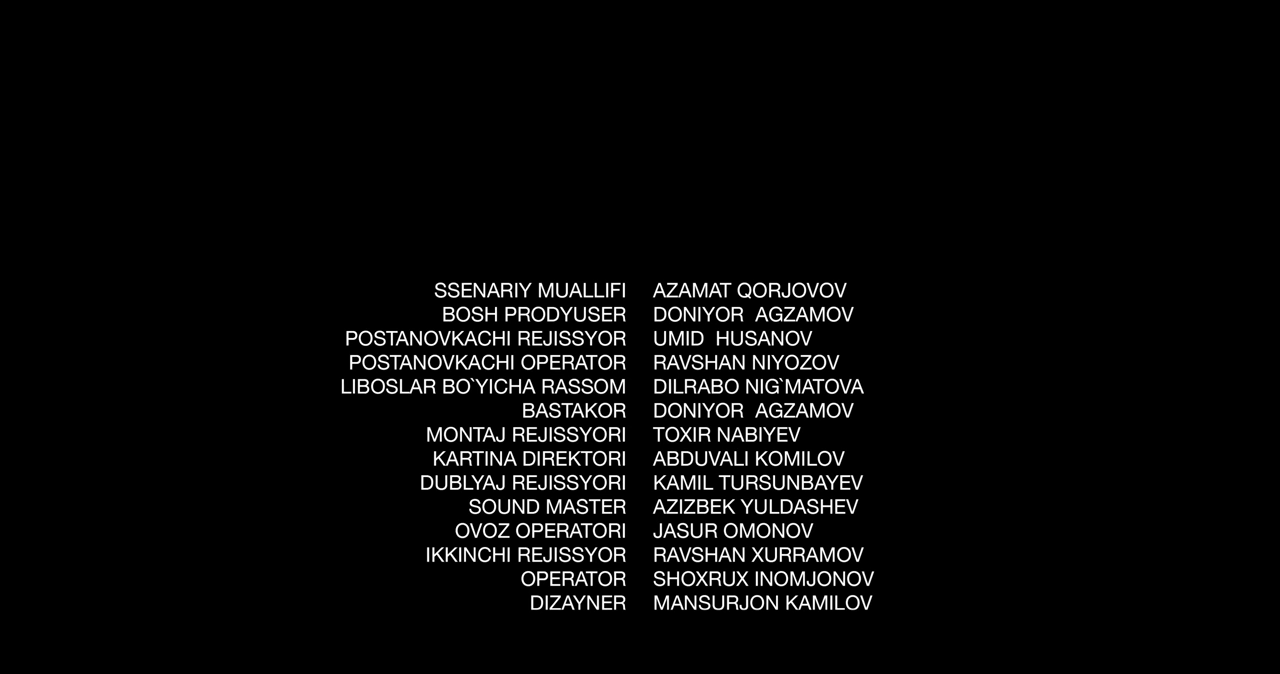 SSENARIY MUALLIFI AZAMAT QORJOVOV
BOSH PRODYUSER DONIYOR AGZAMOV
POSTANOVKACHI REJISSYOR UMID HUSANOV
POSTANOVKACHI OPERATOR RAVSHAN NIYOZOV
LIBOSLAR BO`YICHA RASSOM DILRABO NIG`MATOVA
BASTAKOR DONIYOR AGZAMOV
MONTAJ REJISSYORI TOXIR NABIYEV
KARTINA DIREKTORI ABDUVALI KOMILOV
DUBLYAJ REJISSYORI KAMIL TURSUNBAYEV
SOUND MASTER AZIZBEK YULDASHEV
OVOZ OPERATORI JASUR OMONOV
IKKINCHI REJISSYOR RAVSHAN XURRAMOV
OPERATOR SHOXRUX INOMJONOV
DIZAYNER MANSURJON KAMILOV